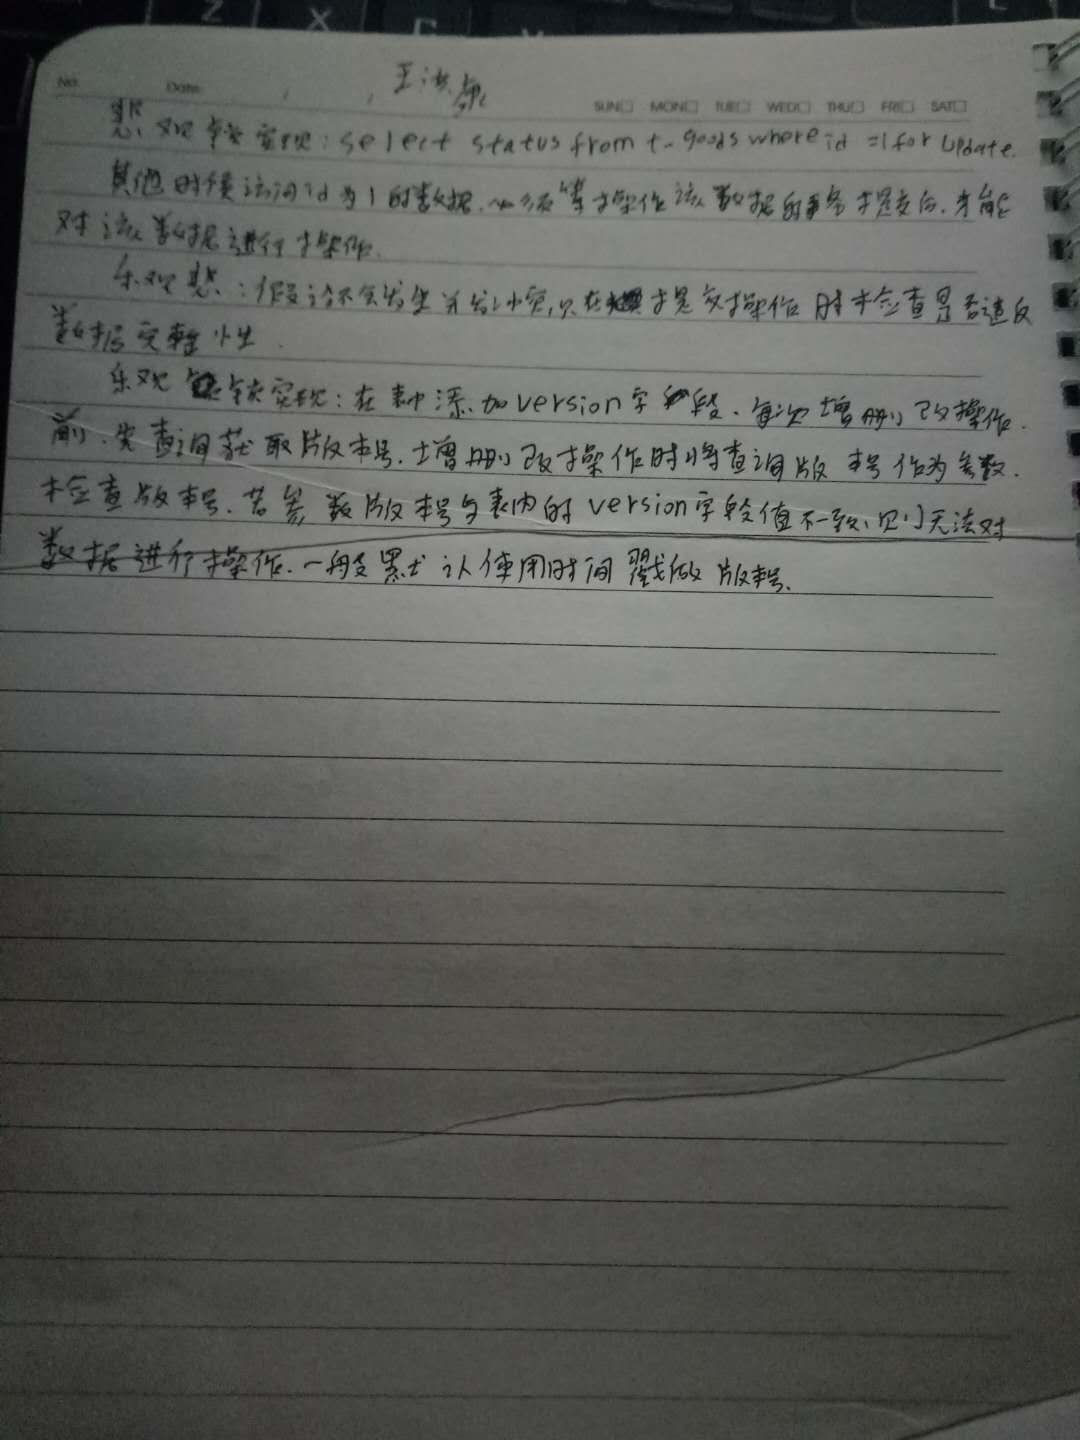 Z X C V
王洪
No. Date
SUN□ MON□ TUE□ WED□ THU□ FRI□ SAT□
悲观锁实现:select status from t_goods where id =1 for update.
其他时候访问id为1的数据,必须等操作该数据的事务提交后,才能
对该数据进行操作.
乐观悲:假设不会发生并发冲突,只在提交操作时检查是否违反
数据完整性.
乐观锁实现:在表中添加version字段,每次增删改操作
前,先查询获取版本号,增删改操作时将查询版本号作为参数.
检查版本号,若参数版本号与表内的version字段值不一致,则无法对
数据进行操作.一般默认使用时间戳做版本号.